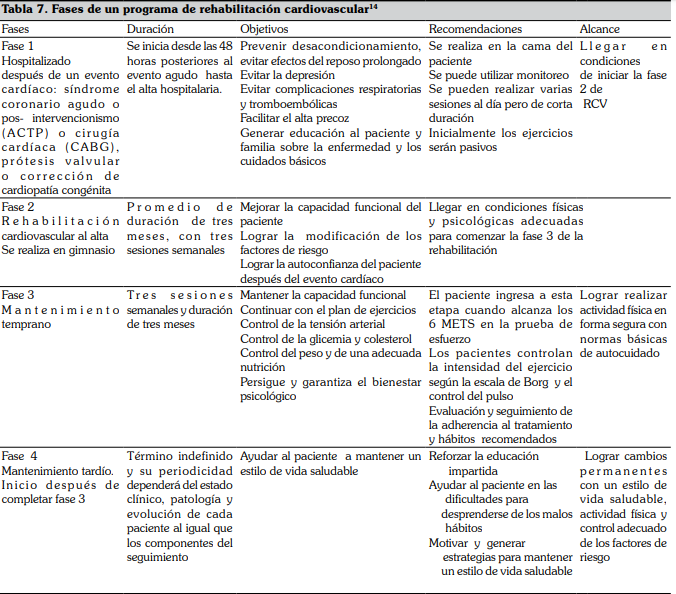 Tabla 7. Fases de un programa de rehabilitación cardiovascular14
Fases
Duración
Objetivos
Recomendaciones
Alcance
Fase 1
Hospitalizado
después de un evento
cardíaco: síndrome
coronario agudo o
pos- intervencionismo
(ACTP) o cirugía
cardíaca (CABG),
prótesis valvular
o corrección de
cardiopatía congénita
Se inicia desde las 48
horas posteriores al
evento agudo hasta
el alta hospitalaria.
Prevenir desacondicionamiento,
evitar efectos del reposo prolongado
Evitar la depresión
Evitar complicaciones respiratorias
y tromboembólicas
Facilitar el alta precoz
Generar educación al paciente y
familia sobre la enfermedad y los
cuidados básicos
Se realiza en la cama del
paciente
Se puede utilizar monitoreo
Se pueden realizar varias
sesiones al día pero de corta
duración
Inicialmente los ejercicios
serán pasivos
Llegar en
condiciones
de iniciar la fase
2 de
RCV
Fase 2
Rehabilitación
cardiovascular al alta
Se realiza en gimnasio
Promedio de
duración de tres
meses, con tres
sesiones semanales
Mejorar la capacidad funcional del
paciente
Lograr la modificación de los
factores de riesgo
Lograr la autoconfianza del paciente
después del evento cardíaco
Llegar en condiciones físicas
y psicológicas adecuadas
para comenzar la fase 3 de la
rehabilitación
Fase 3
Mantenimiento
temprano
Tres sesiones
semanales y duración
de tres meses
Mantener la capacidad funcional
Continuar con el plan de ejercicios
Control de la tensión arterial
Control de la glicemia y colesterol
Control del peso y de una adecuada
nutrición
Persigue y garantiza el bienestar
psicológico
El paciente ingresa a esta
etapa cuando alcanza los
6 METS en la prueba de
esfuerzo
Los pacientes controlan
la intensidad del ejercicio
según la escala de Borg y el
control del pulso
Evaluación y seguimiento de
la adherencia al tratamiento
y hábitos recomendados
Lograr realizar
actividad física en
forma segura con
normas básicas
de autocuidado
Fase 4
Mantenimiento tardío.
Inicio después de
completar fase 3
Término indefinido
y su periodicidad
dependerá del estado
clínico, patología y
evolución de cada
paciente al igual que
los componentes del
seguimiento
Ayudar al paciente a mantener un
estilo de vida saludable
Reforzar la educación
impartida
Ayudar al paciente en las
dificultades para
desprenderse de los malos
hábitos
Motivar y generar
estrategias para mantener
un estilo de vida saludable
Lograr cambios
permanentes
con un estilo de
vida saludable,
actividad física y
control adecuado
de los factores de
riesgo